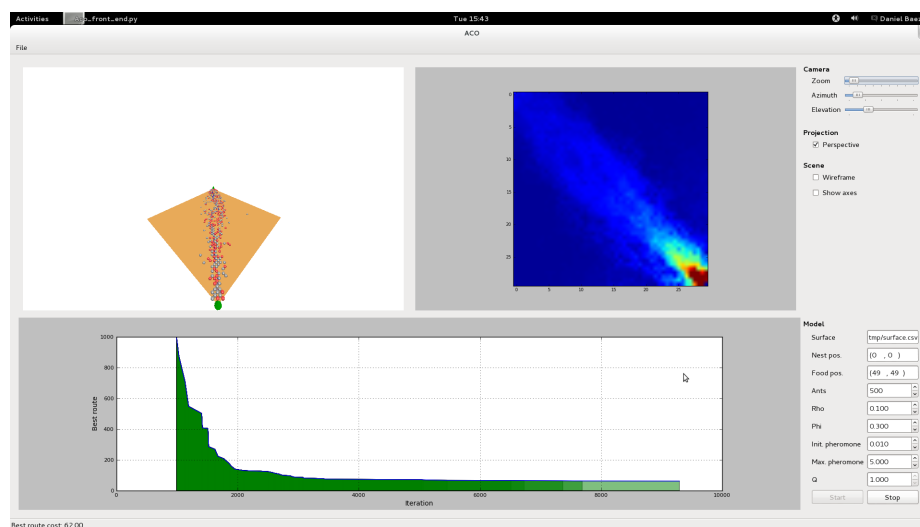 Activities
Tue 15:43
ACO
File
Camera
Zoom
Azimuth
Elevation
Projection
Perspective
Scene
Wireframe
Show axes
0
5
10
15
20
25
0 5 10 15 20 25
Model
Surface tmp/surface.csv
Nest pos. (0 , 0 )
Food pos. (49 , 49 )
Ants 500
Rho 0.100
Phi 0.300
Init. pheromone 0.010
Max. pheromone 5.000
Q 1.000
Start Stop
1000
800
600
400
200
0
Best route
0 2000 4000 6000 8000 10000
Iteration
Best route cost: 62.00